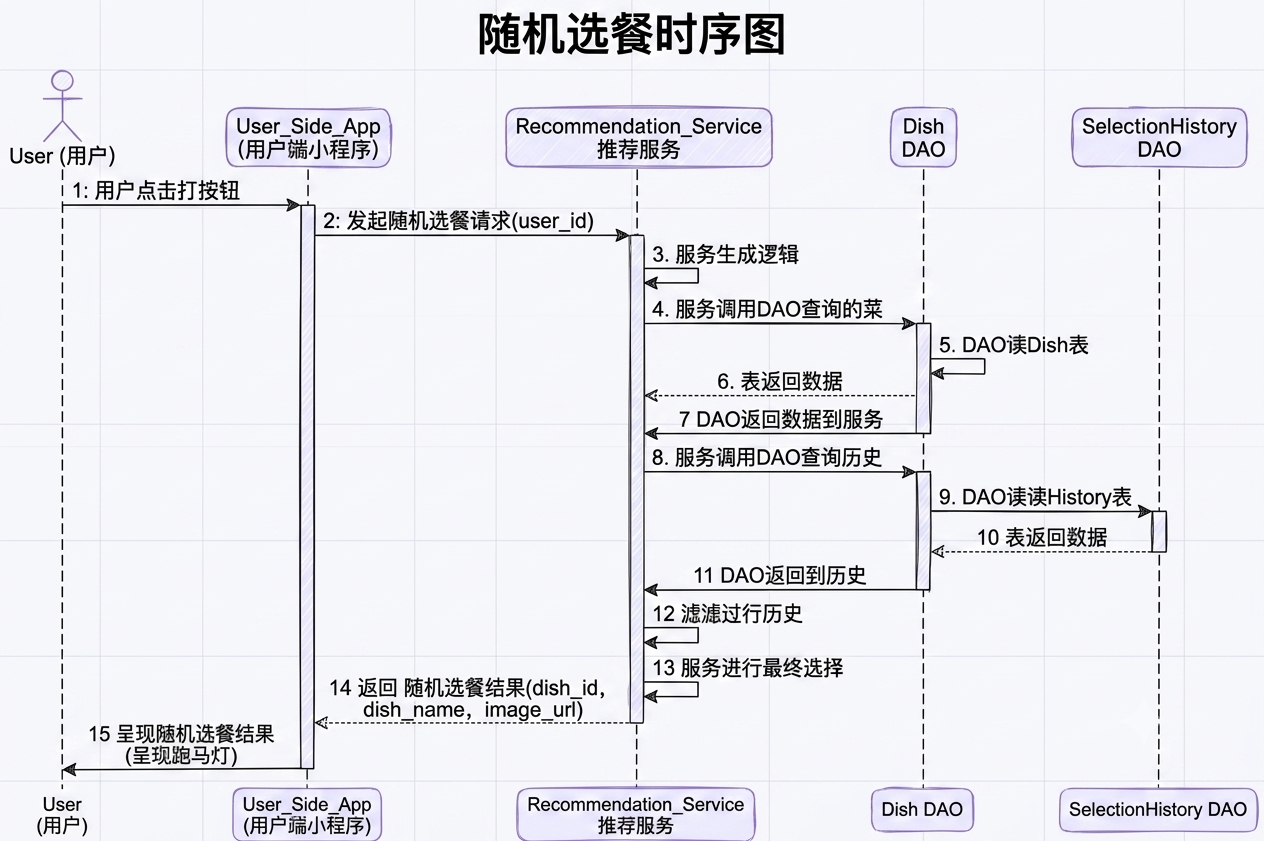 随机选餐时序图
User (用户)
User_Side_App
(用户端小程序)
Recommendation_Service
推荐服务
Dish
DAO
SelectionHistory
DAO
1: 用户点击打按钮
2: 发起随机选餐请求(user_id)
3. 服务生成逻辑
4. 服务调用DAO查询的菜
5. DAO读Dish表
6. 表返回数据
7 DAO返回数据到服务
8. 服务调用DAO查询历史
9. DAO读读History表
10 表返回数据
11 DAO返回到历史
12 滤滤过行历史
13 服务进行最终选择
14 返回 随机选餐结果(dish_id,
dish_name，image_url)
15 呈现随机选餐结果
(呈现跑马灯)
User
(用户)
User_Side_App
(用户端小程序)
Recommendation_Service
推荐服务
Dish DAO
SelectionHistory DAO